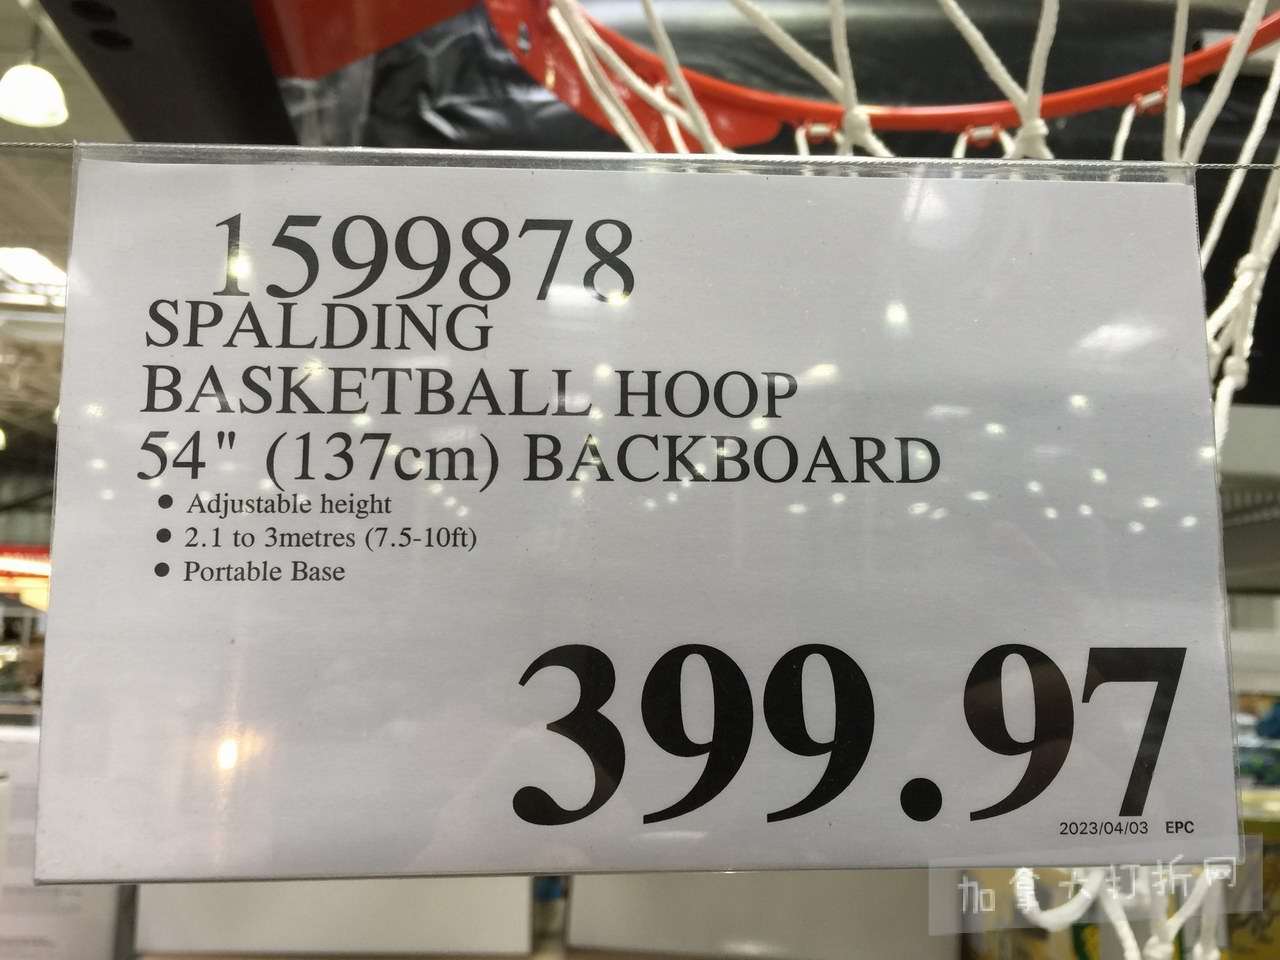 1599878
SPALDING
BASKETBALL HOOP
54" (137cm) BACKBOARD
• Adjustable height
• 2.1 to 3metres (7.5-10ft)
• Portable Base
399.97
2023/04/03 EPC
加拿大打折网